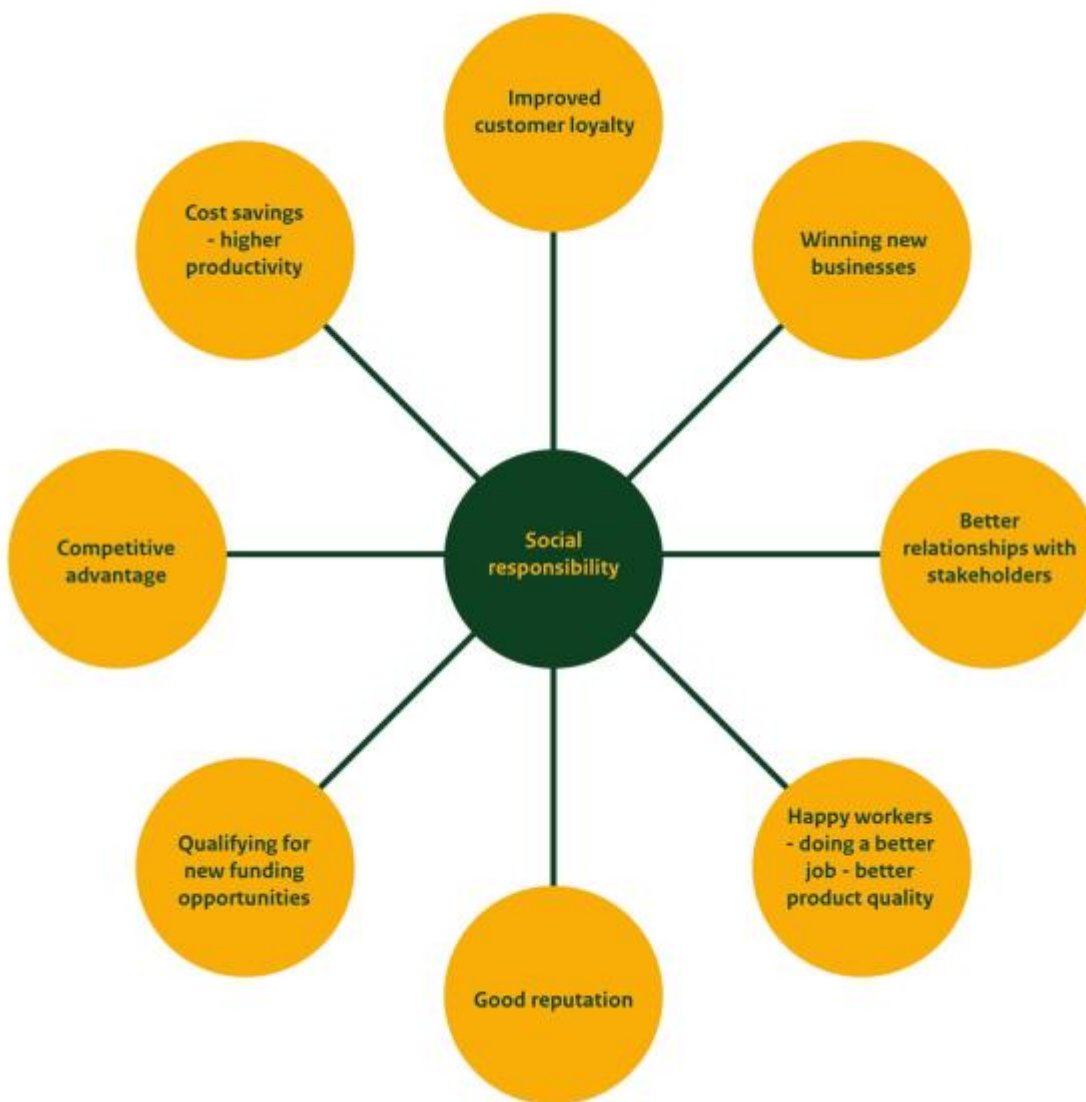 Improved
customer loyalty
Cost savings
- higher
productivity
Winning new
businesses
Competitive
advantage
Social
responsibility
Better
relationships with
stakeholders
Qualifying for
new funding
opportunities
Happy workers
- doing a better
job - better
product quality
Good reputation